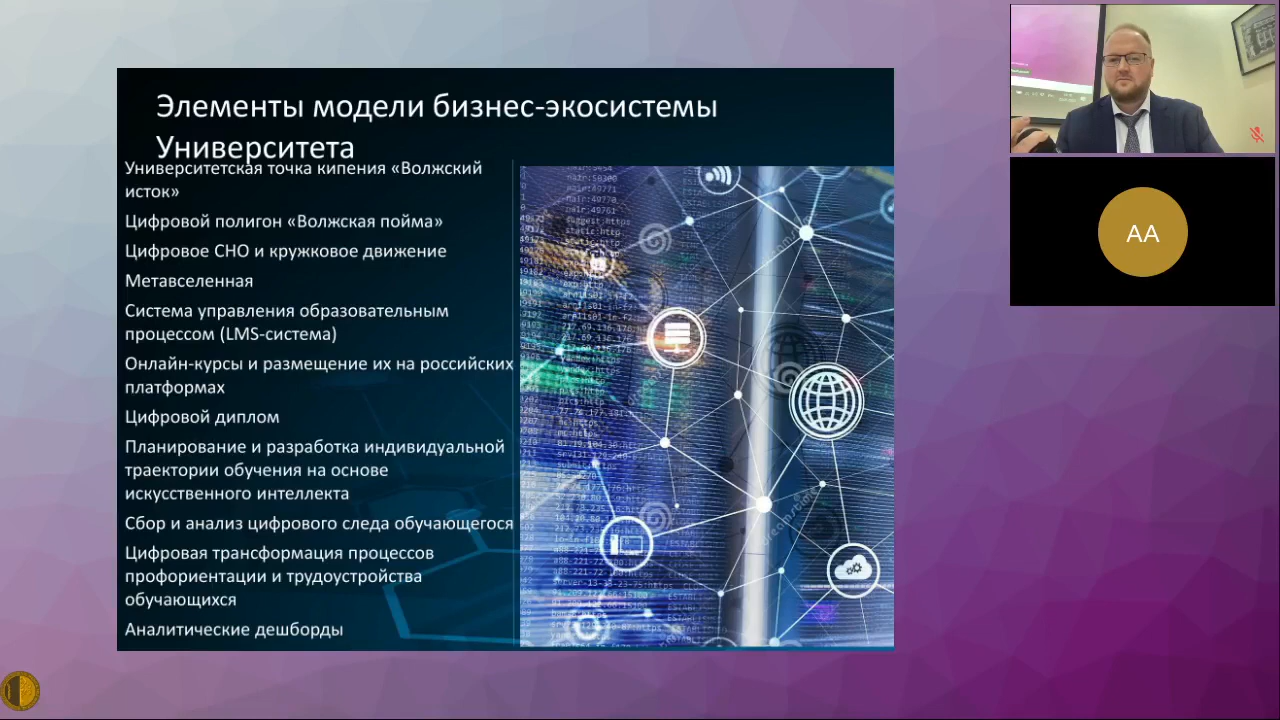 Элементы модели бизнес-экосистемы
Университета
Университетская точка кипения «Волжский
исток»
Цифровой полигон «Волжская пойма»
Цифровое СНО и кружковое движение
Метавселенная
Система управления образовательным
процессом (LMS-система)
Онлайн-курсы и размещение их на российских
платформах
Цифровой диплом
Планирование и разработка индивидуальной
траектории обучения на основе
искусственного интеллекта
Сбор и анализ цифрового следа обучающегося
Цифровая трансформация процессов
профориентации и трудоустройства
обучающихся
Аналитические дешборды
АА